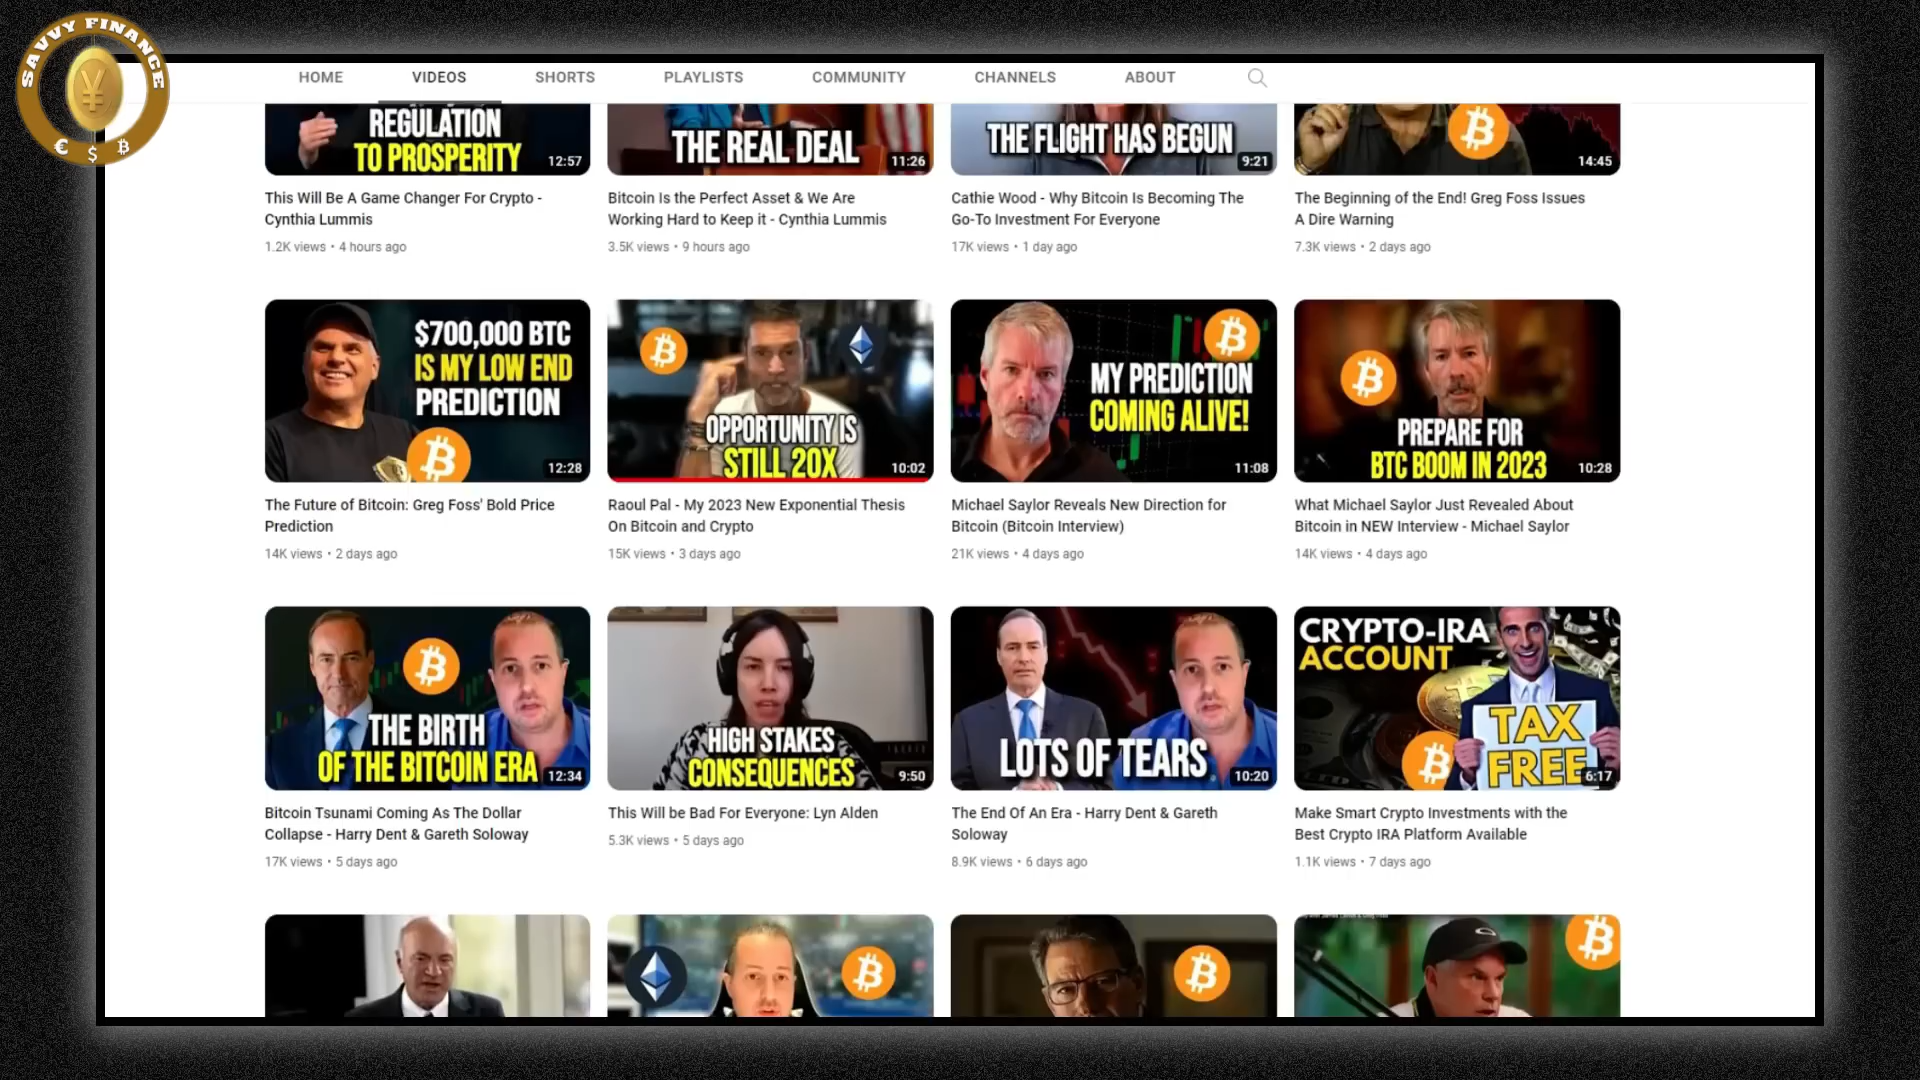 SAVVY FINANCE
¥
€ $ ₿
HOME VIDEOS SHORTS PLAYLISTS COMMUNITY CHANNELS ABOUT
REGULATION
TO PROSPERITY
12:57
THE REAL DEAL
11:26
THE FLIGHT HAS BEGUN
9:21
14:45
This Will Be A Game Changer For Crypto -
Cynthia Lummis
1.2K views • 4 hours ago
Bitcoin Is the Perfect Asset & We Are
Working Hard to Keep it - Cynthia Lummis
3.5K views • 9 hours ago
Cathie Wood - Why Bitcoin Is Becoming The
Go-To Investment For Everyone
17K views • 1 day ago
The Beginning of the End! Greg Foss Issues
A Dire Warning
7.3K views • 2 days ago
$700,000 BTC
IS MY LOW END
PREDICTION
12:28
OPPORTUNITY IS
STILL 20X
10:02
MY PREDICTION
COMING ALIVE!
11:08
PREPARE FOR
BTC BOOM IN 2023
10:28
The Future of Bitcoin: Greg Foss' Bold Price
Prediction
14K views • 2 days ago
Raoul Pal - My 2023 New Exponential Thesis
On Bitcoin and Crypto
15K views • 3 days ago
Michael Saylor Reveals New Direction for
Bitcoin (Bitcoin Interview)
21K views • 4 days ago
What Michael Saylor Just Revealed About
Bitcoin in NEW Interview - Michael Saylor
14K views • 4 days ago
THE BIRTH
OF THE BITCOIN ERA
12:34
HIGH STAKES
CONSEQUENCES
9:50
LOTS OF TEARS
10:20
CRYPTO-IRA
ACCOUNT
TAX
FREE
6:17
Bitcoin Tsunami Coming As The Dollar
Collapse - Harry Dent & Gareth Soloway
17K views • 5 days ago
This Will be Bad For Everyone: Lyn Alden
5.3K views • 5 days ago
The End Of An Era - Harry Dent & Gareth
Soloway
8.9K views • 6 days ago
Make Smart Crypto Investments with the
Best Crypto IRA Platform Available
1.1K views • 7 days ago